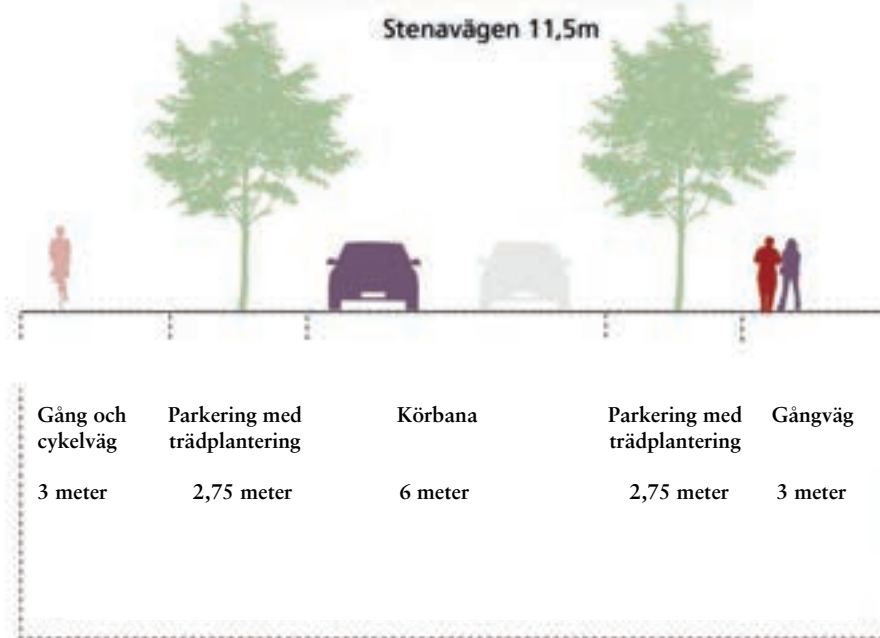 Stenavägen 11,5m
Gång och
cykelväg
3 meter
Parkering med
trädplantering
2,75 meter
Körbana
6 meter
Parkering med
trädplantering
2,75 meter
Gångväg
3 meter